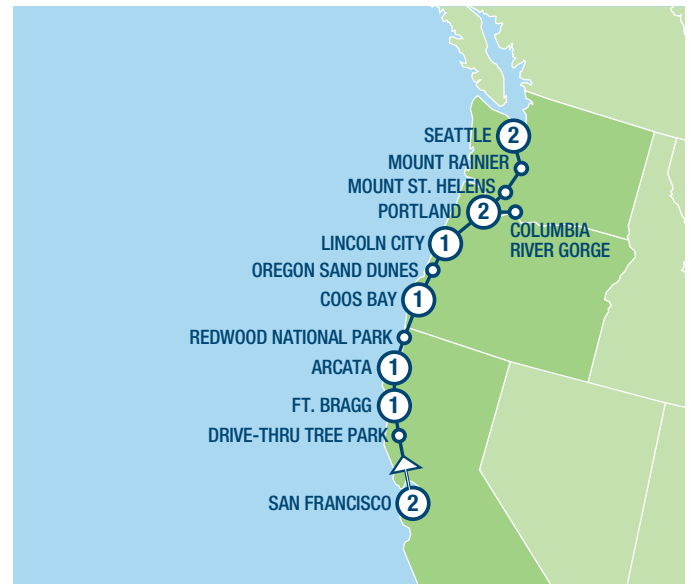 SEATTLE 2
MOUNT RAINIER
MOUNT ST. HELENS
PORTLAND 2
COLUMBIA
RIVER GORGE
LINCOLN CITY 1
OREGON SAND DUNES
COOS BAY 1
REDWOOD NATIONAL PARK
ARCATA 1
FT. BRAGG 1
DRIVE-THRU TREE PARK
SAN FRANCISCO 2